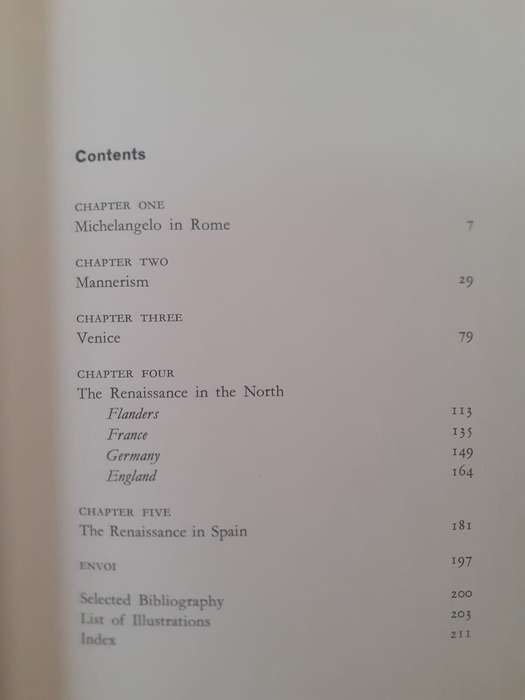 Contents
CHAPTER ONE
Michelangelo in Rome 7
CHAPTER TWO
Mannerism 29
CHAPTER THREE
Venice 79
CHAPTER FOUR
The Renaissance in the North
Flanders 113
France 135
Germany 149
England 164
CHAPTER FIVE
The Renaissance in Spain 181
ENVOI 197
Selected Bibliography 200
List of Illustrations 203
Index 211